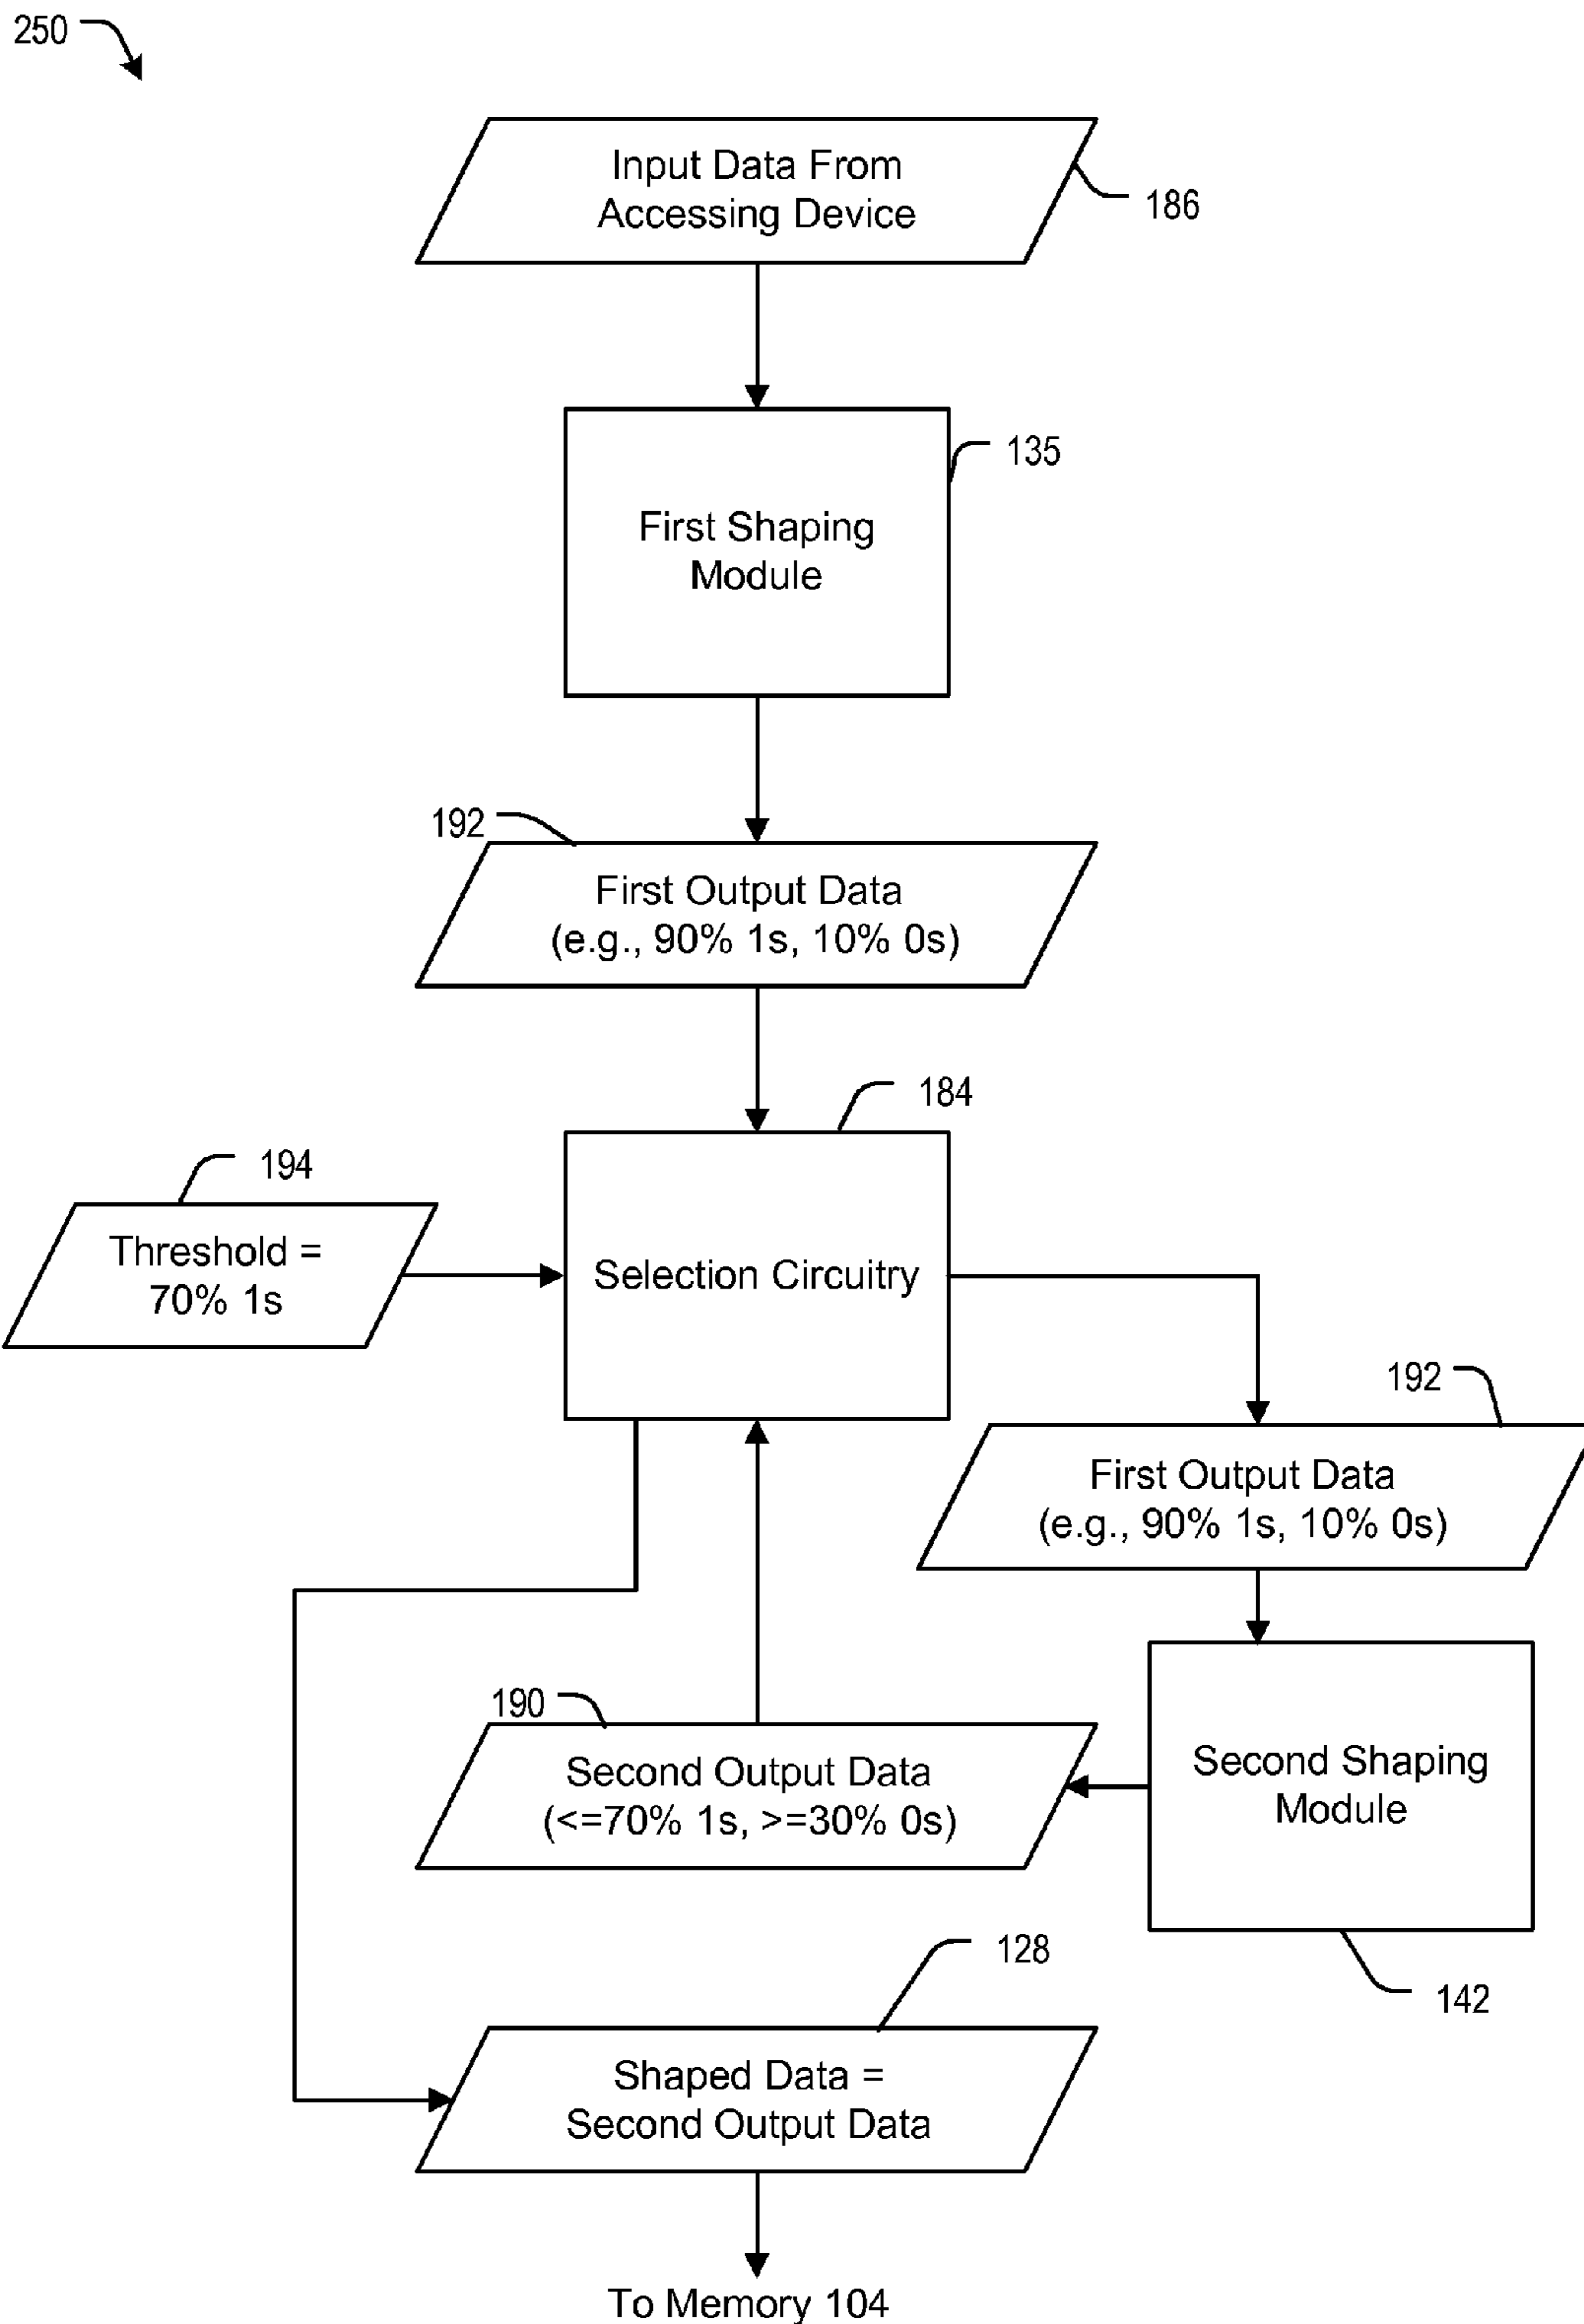 250
Input Data From
Accessing Device
186
135
First Shaping
Module
192
First Output Data
(e.g., 90% 1s, 10% 0s)
184
194
Threshold =
70% 1s
Selection Circuitry
192
First Output Data
(e.g., 90% 1s, 10% 0s)
190
Second Output Data
(<=70% 1s, >=30% 0s)
Second Shaping
Module
128
142
Shaped Data =
Second Output Data
To Memory 104